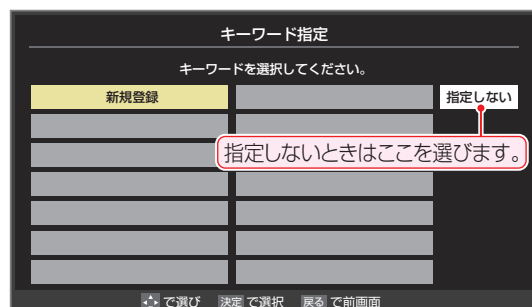 キーワード指定
キーワードを選択してください。
新規登録
指定しない
指定しないときはここを選びます。
で選び 決定 で選択 戻る で前画面